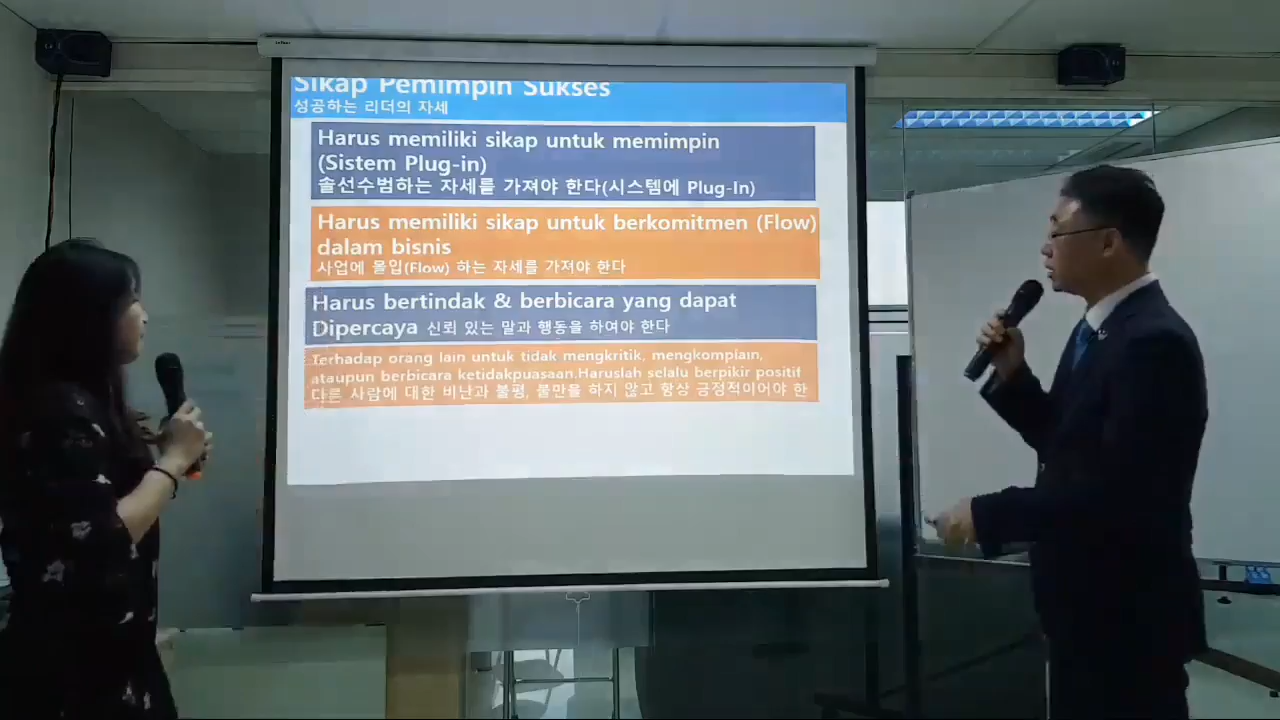 Sikap Pemimpin Sukses
성공하는 리더의 자세
Harus memiliki sikap untuk memimpin
(Sistem Plug-in)
솔선수범하는 자세를 가져야 한다(시스템에 Plug-In)
Harus memiliki sikap untuk berkomitmen (Flow)
dalam bisnis
사업에 몰입(Flow) 하는 자세를 가져야 한다
Harus bertindak & berbicara yang dapat
Dipercaya 신뢰 있는 말과 행동을 하여야 한다
Terhadap orang lain untuk tidak mengkritik, mengkomplain,
ataupun berbicara ketidakpuasaan.Haruslah selalu berpikir positif
다른 사람에 대한 비난과 불평, 불만을 하지 않고 항상 긍정적이어야 한